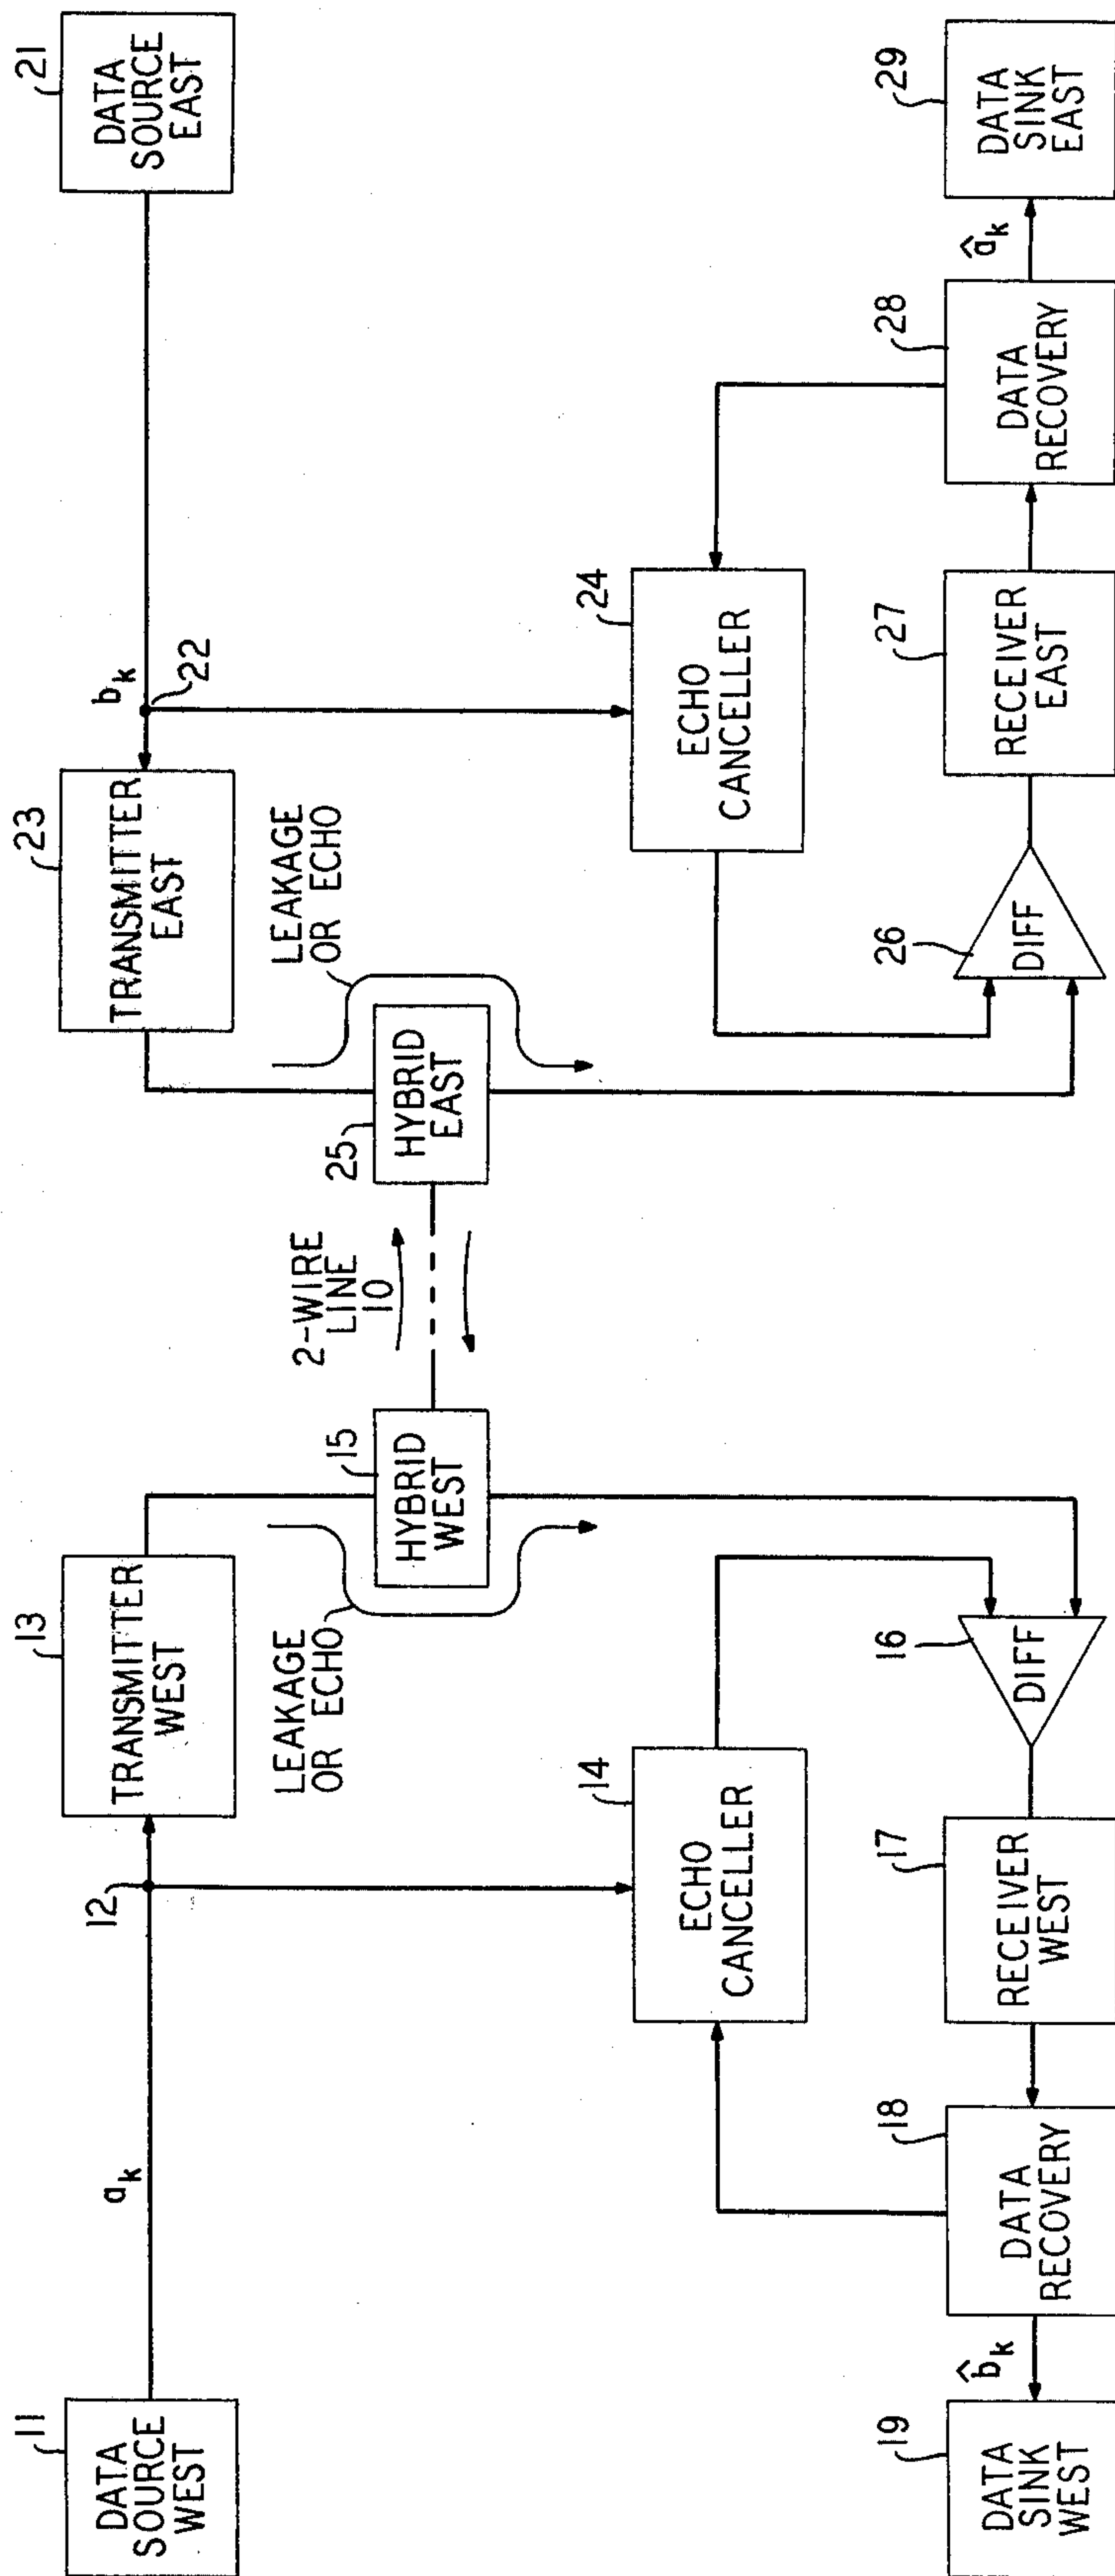 11
DATA
SOURCE
WEST
a_k
12
13
TRANSMITTER
WEST
LEAKAGE
OR ECHO
15
HYBRID
WEST
2-WIRE
LINE
10
25
HYBRID
EAST
LEAKAGE
OR ECHO
23
TRANSMITTER
EAST
b_k
22
21
DATA
SOURCE
EAST
14
ECHO
CANCELLER
24
ECHO
CANCELLER
19
DATA
SINK
WEST
b̂_k
18
DATA
RECOVERY
17
RECEIVER
WEST
16
DIFF
26
DIFF
27
RECEIVER
EAST
28
DATA
RECOVERY
â_k
29
DATA
SINK
EAST